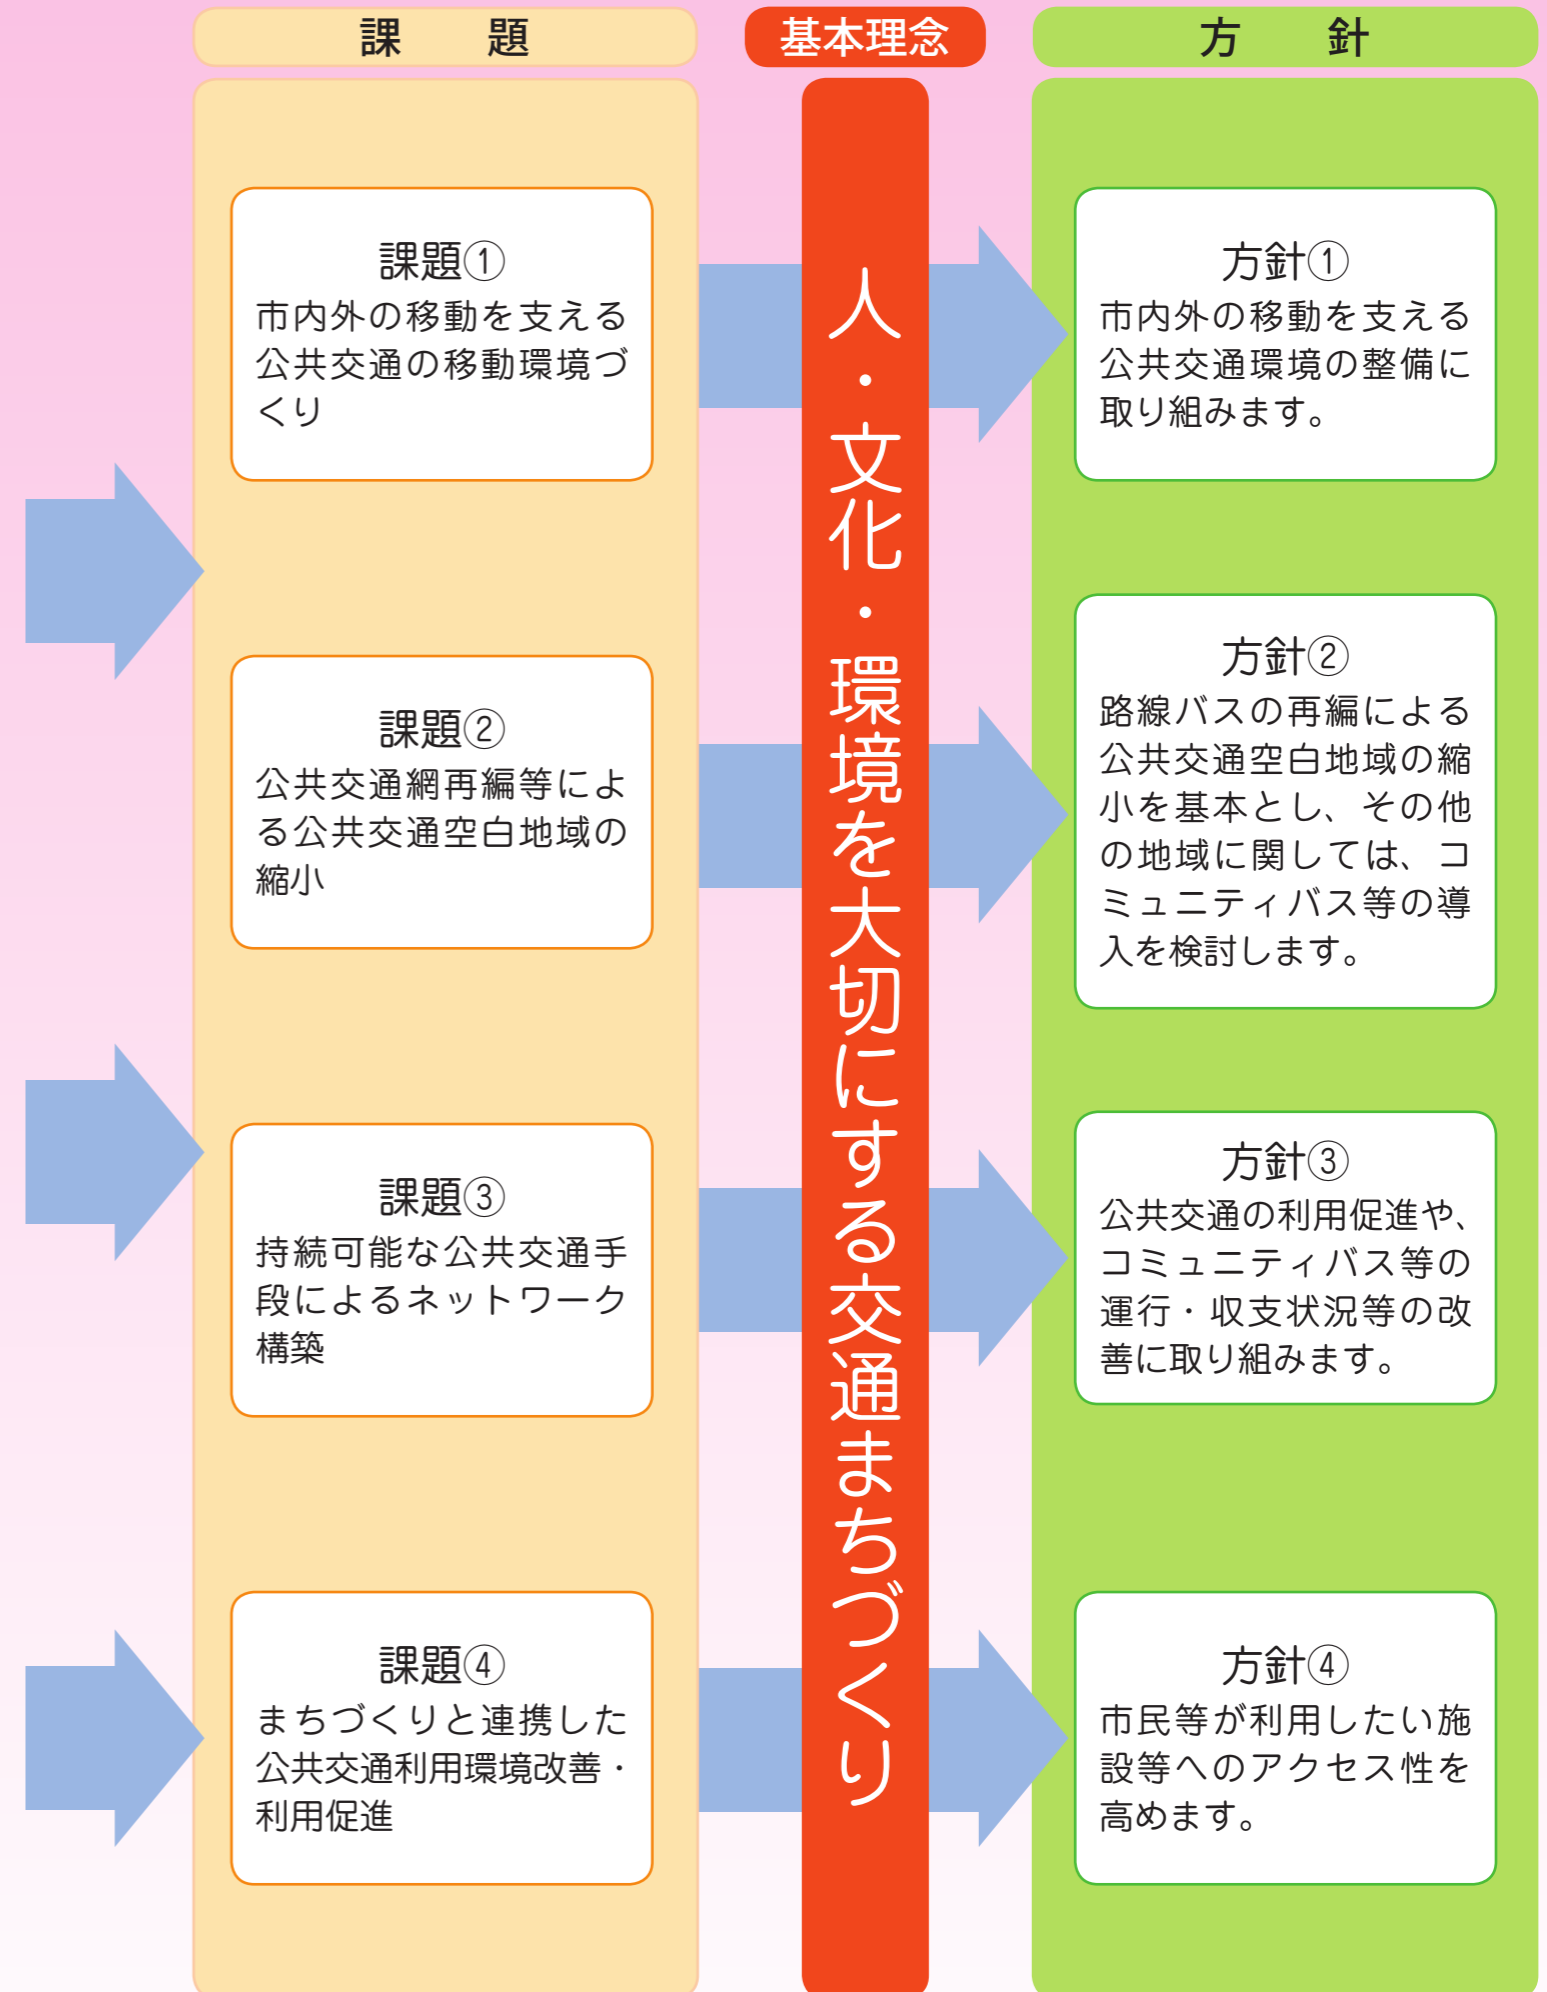 課　題
基本理念
方　針
課題①
市内外の移動を支える
公共交通の移動環境づ
くり
課題②
公共交通網再編等によ
る公共交通空白地域の
縮小
課題③
持続可能な公共交通手
段によるネットワーク
構築
課題④
まちづくりと連携した
公共交通利用環境改善・
利用促進
人・文化・環境を大切にする交通まちづくり
方針①
市内外の移動を支える
公共交通環境の整備に
取り組みます。
方針②
路線バスの再編による
公共交通空白地域の縮
小を基本とし、その他
の地域に関しては、コ
ミュニティバス等の導
入を検討します。
方針③
公共交通の利用促進や、
コミュニティバス等の
運行・収支状況等の改
善に取り組みます。
方針④
市民等が利用したい施
設等へのアクセス性を
高めます。